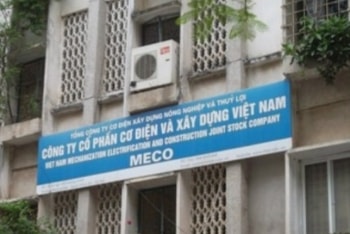 TỔNG CÔNG TY CƠ ĐIỆN XÂY DỰNG NÔNG NGHIỆP VÀ THUỶ LỢI
CÔNG TY CỔ PHẦN CƠ ĐIỆN VÀ XÂY DỰNG VIỆT NAM
VIET NAM MECHANIZATION ELECTRIFICATION AND CONSTRUCTION JOINT STOCK COMPANY
MECO